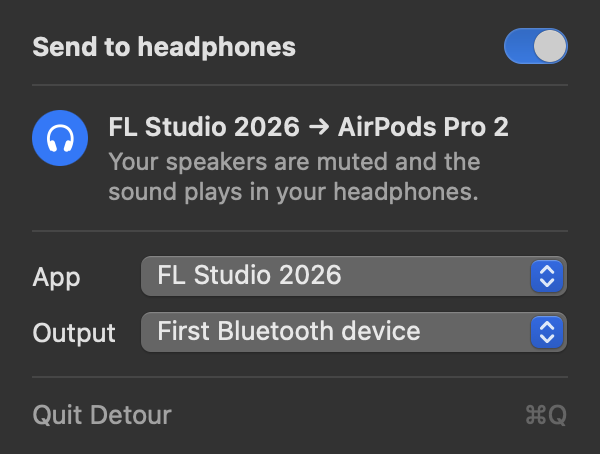 Send to headphones
FL Studio 2026 → AirPods Pro 2
Your speakers are muted and the
sound plays in your headphones.
App FL Studio 2026
Output First Bluetooth device
Quit Detour ⌘Q